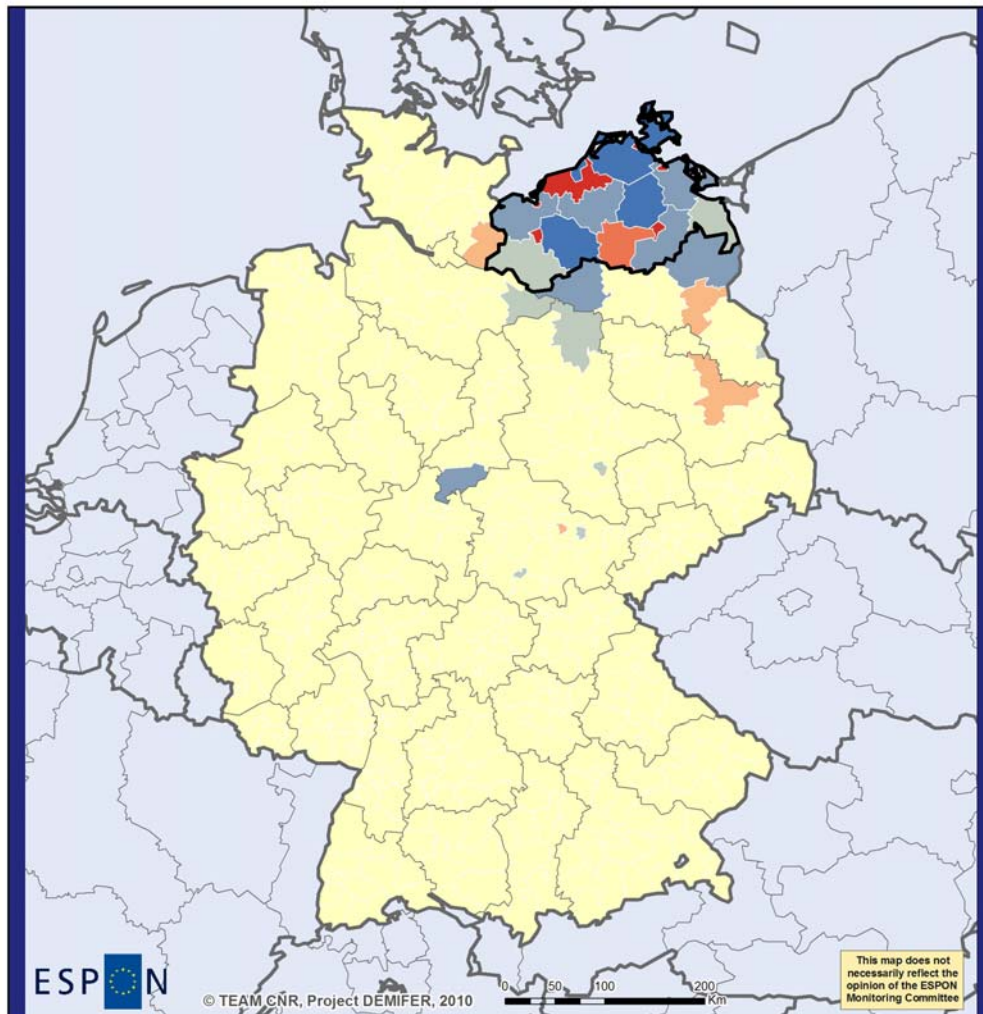 ESPON
© TEAM CNR, Project DEMIFER, 2010
0 50 100 200
Km
This map does not
necessarily reflect the
opinion of the ESPON
Monitoring Committee